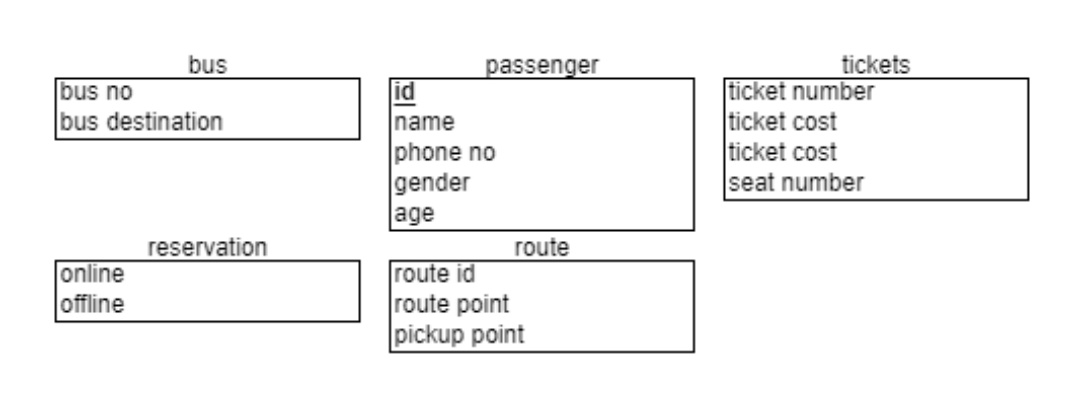 bus
bus no
bus destination
passenger
id
name
phone no
gender
age
tickets
ticket number
ticket cost
ticket cost
seat number
reservation
online
offline
route
route id
route point
pickup point